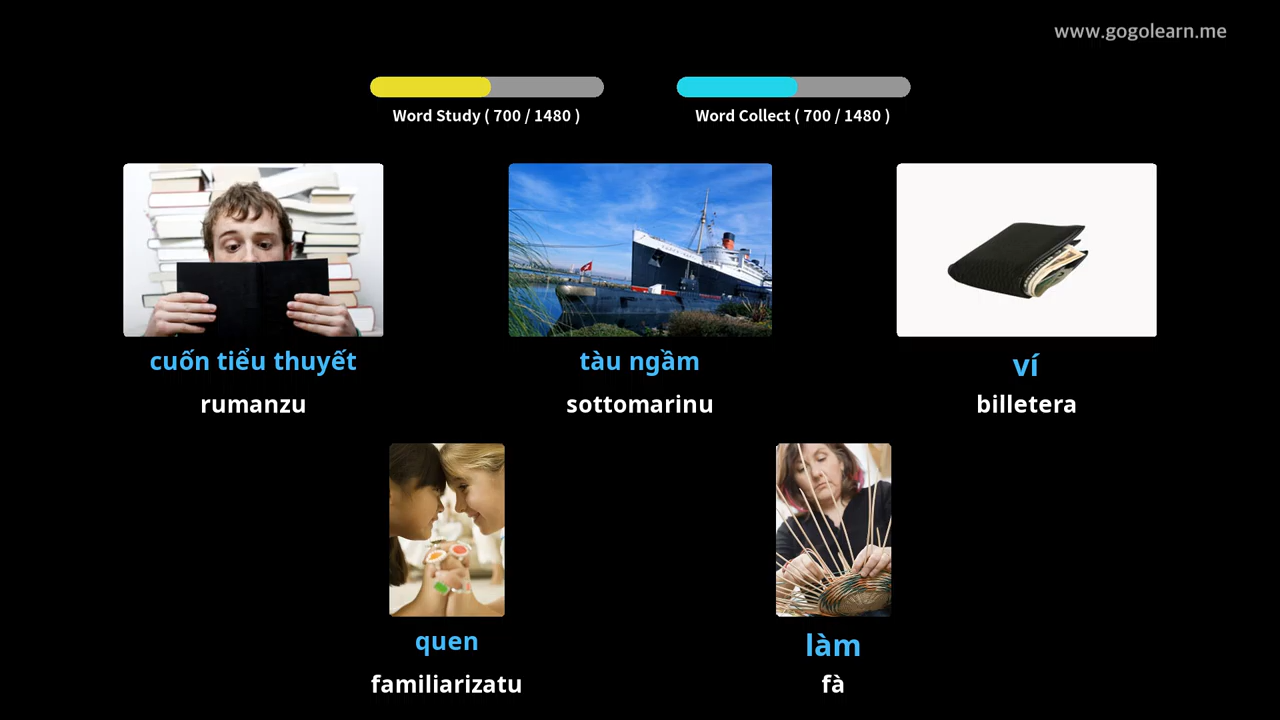 www.gogolearn.me
Word Study ( 700 / 1480 )
Word Collect ( 700 / 1480 )
cuốn tiểu thuyết
rumanzu
tàu ngầm
sottomarinu
ví
billetera
quen
familiarizatu
làm
fà